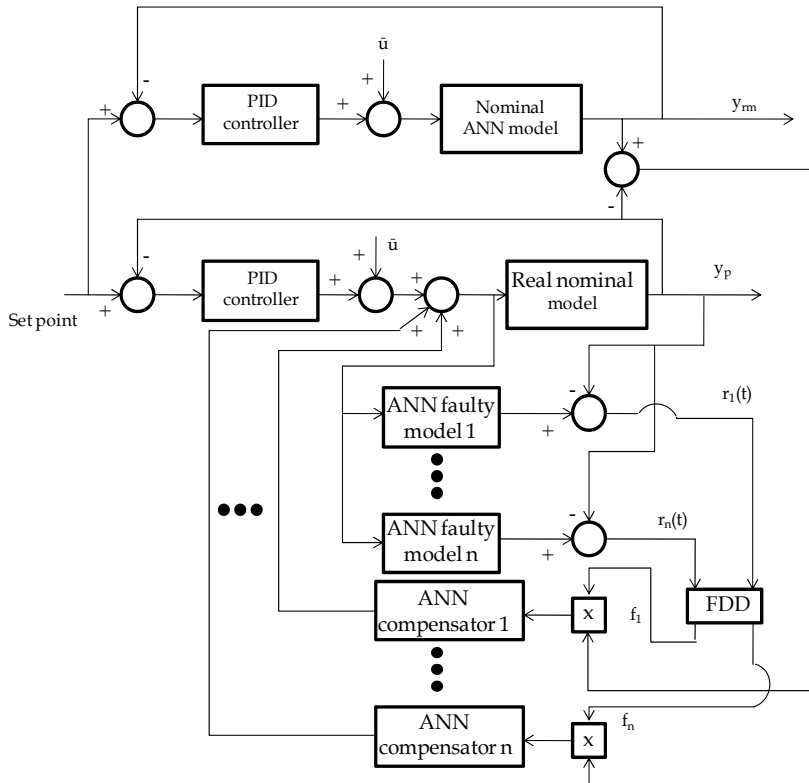 -
ū
+
+
PID
controller
+
Nominal
ANN model
y_rm
+
-
-
ū
+
+
PID
controller
+
+
Real nominal
model
y_p
Set point
+
+
-
ANN faulty
model 1
+
r_1(t)
-
ANN faulty
model n
+
r_n(t)
FDD
ANN
compensator 1
x
f_1
ANN
compensator n
x
f_n